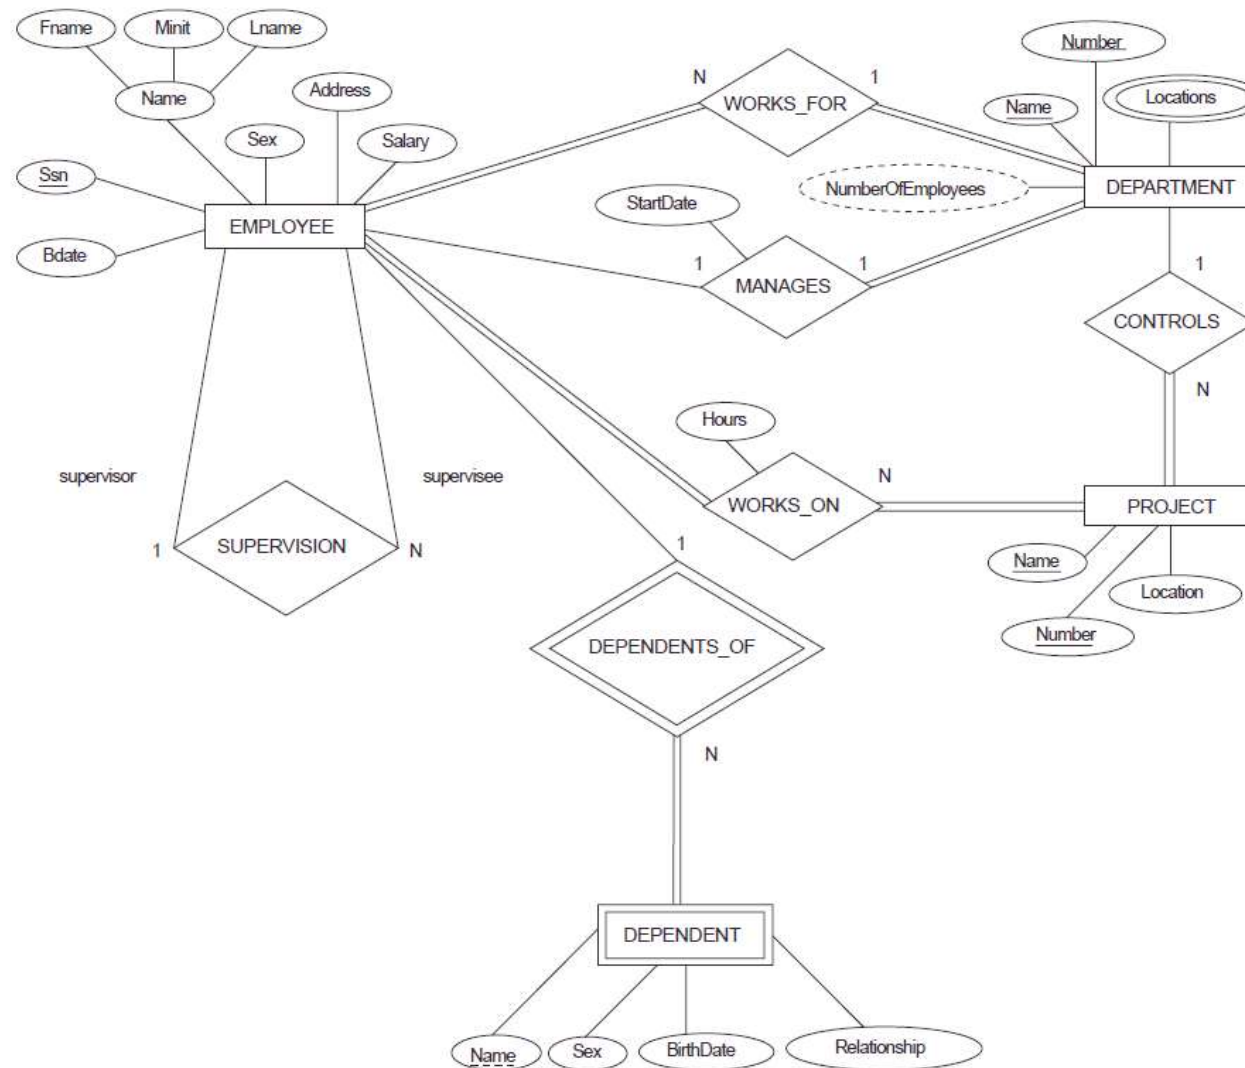 Fname
Minit
Lname
Name
Address
Sex
Salary
Ssn
Bdate
EMPLOYEE
N
WORKS_FOR
1
Number
Name
Locations
NumberOfEmployees
DEPARTMENT
StartDate
1
MANAGES
1
1
CONTROLS
N
supervisor
supervisee
1
SUPERVISION
N
Hours
WORKS_ON
N
PROJECT
Name
Number
Location
1
DEPENDENTS_OF
N
DEPENDENT
Name
Sex
BirthDate
Relationship